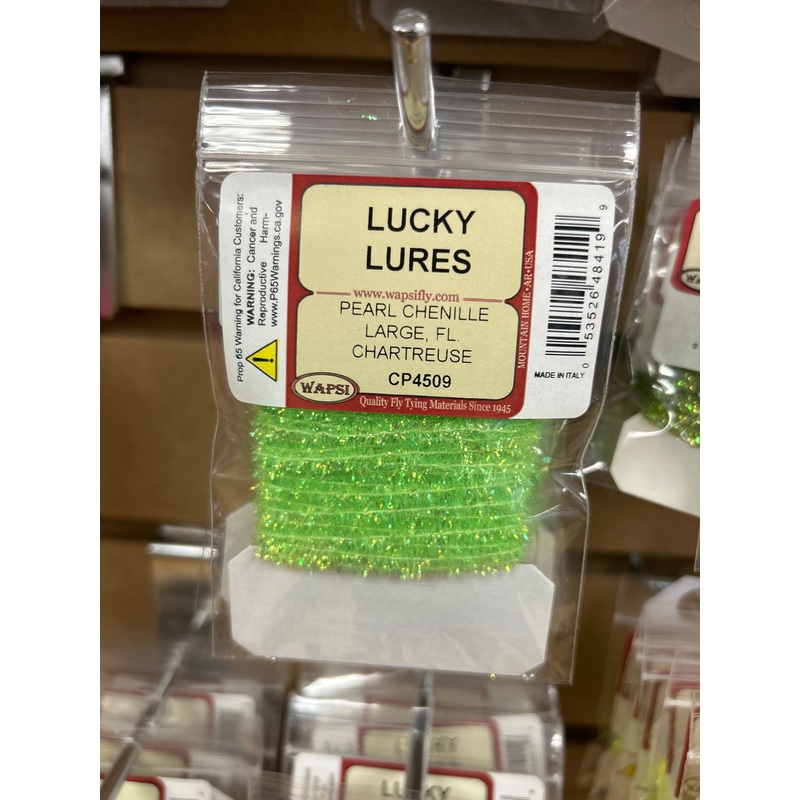 LUCKY
LURES
www.wapsifly.com
PEARL CHENILLE
LARGE, FL.
CHARTREUSE
CP4509
WAPSI
Quality Fly Tying Materials Since 1945
MOUNTAIN HOME • AR • USA
Prop 65 Warning for California Customers:
WARNING: Cancer and
Reproductive Harm-
www.P65Warnings.ca.gov
0 53526 48419 9
MADE IN ITALY
LUCKY